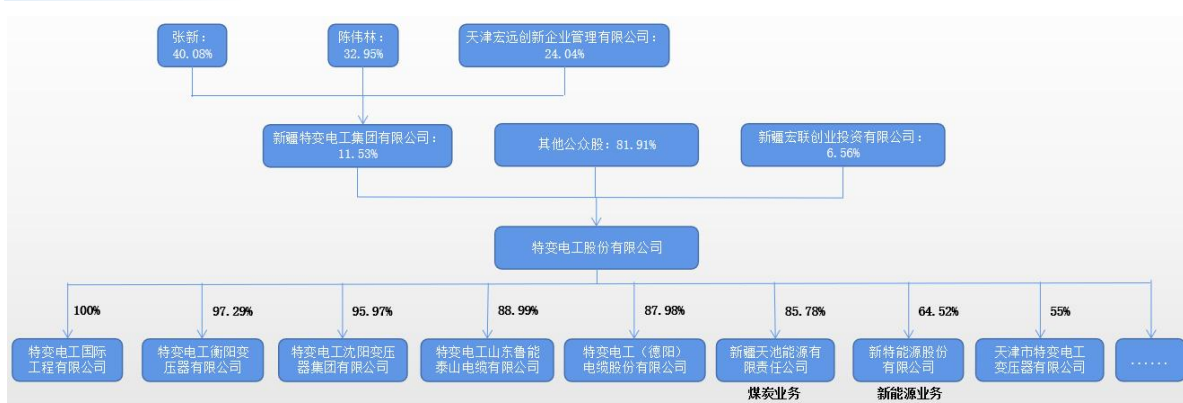 张新：
40.08%
陈伟林：
32.95%
天津宏远创新企业管理有限公司：
24.04%
新疆特变电工集团有限公司：
11.53%
其他公众股：81.91%
新疆宏联创业投资有限公司：
6.56%
特变电工股份有限公司
100%
97.29%
95.97%
88.99%
87.98%
85.78%
64.52%
55%
特变电工国际
工程有限公司
特变电工衡阳变
压器有限公司
特变电工沈阳变压
器集团有限公司
特变电工山东鲁能
泰山电缆有限公司
特变电工（德阳）
电缆股份有限公司
新疆天池能源有
限责任公司
新特能源股份
有限公司
天津市特变电工
变压器有限公司
......
煤炭业务
新能源业务